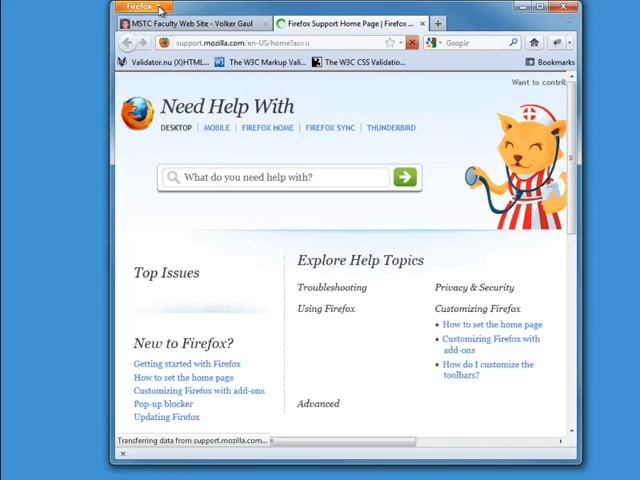 Firefox
MSTC Faculty Web Site - Volker Gaul
Firefox Support Home Page | Firefox ...
support.mozilla.com/en-US/home?as=u
Google
Validator.nu (X)HTML...
The W3C Markup Vali...
The W3C CSS Validatio...
Bookmarks
Want to contrib
Need Help With
DESKTOP | MOBILE | FIREFOX HOME | FIREFOX SYNC | THUNDERBIRD
What do you need help with?
Top Issues
New to Firefox?
Getting started with Firefox
How to set the home page
Customizing Firefox with add-ons
Pop-up blocker
Updating Firefox
Explore Help Topics
Troubleshooting
Using Firefox
Advanced
Privacy & Security
Customizing Firefox
How to set the home page
Customizing Firefox with
add-ons
How do I customize the
toolbars?
Transferring data from support.mozilla.com...